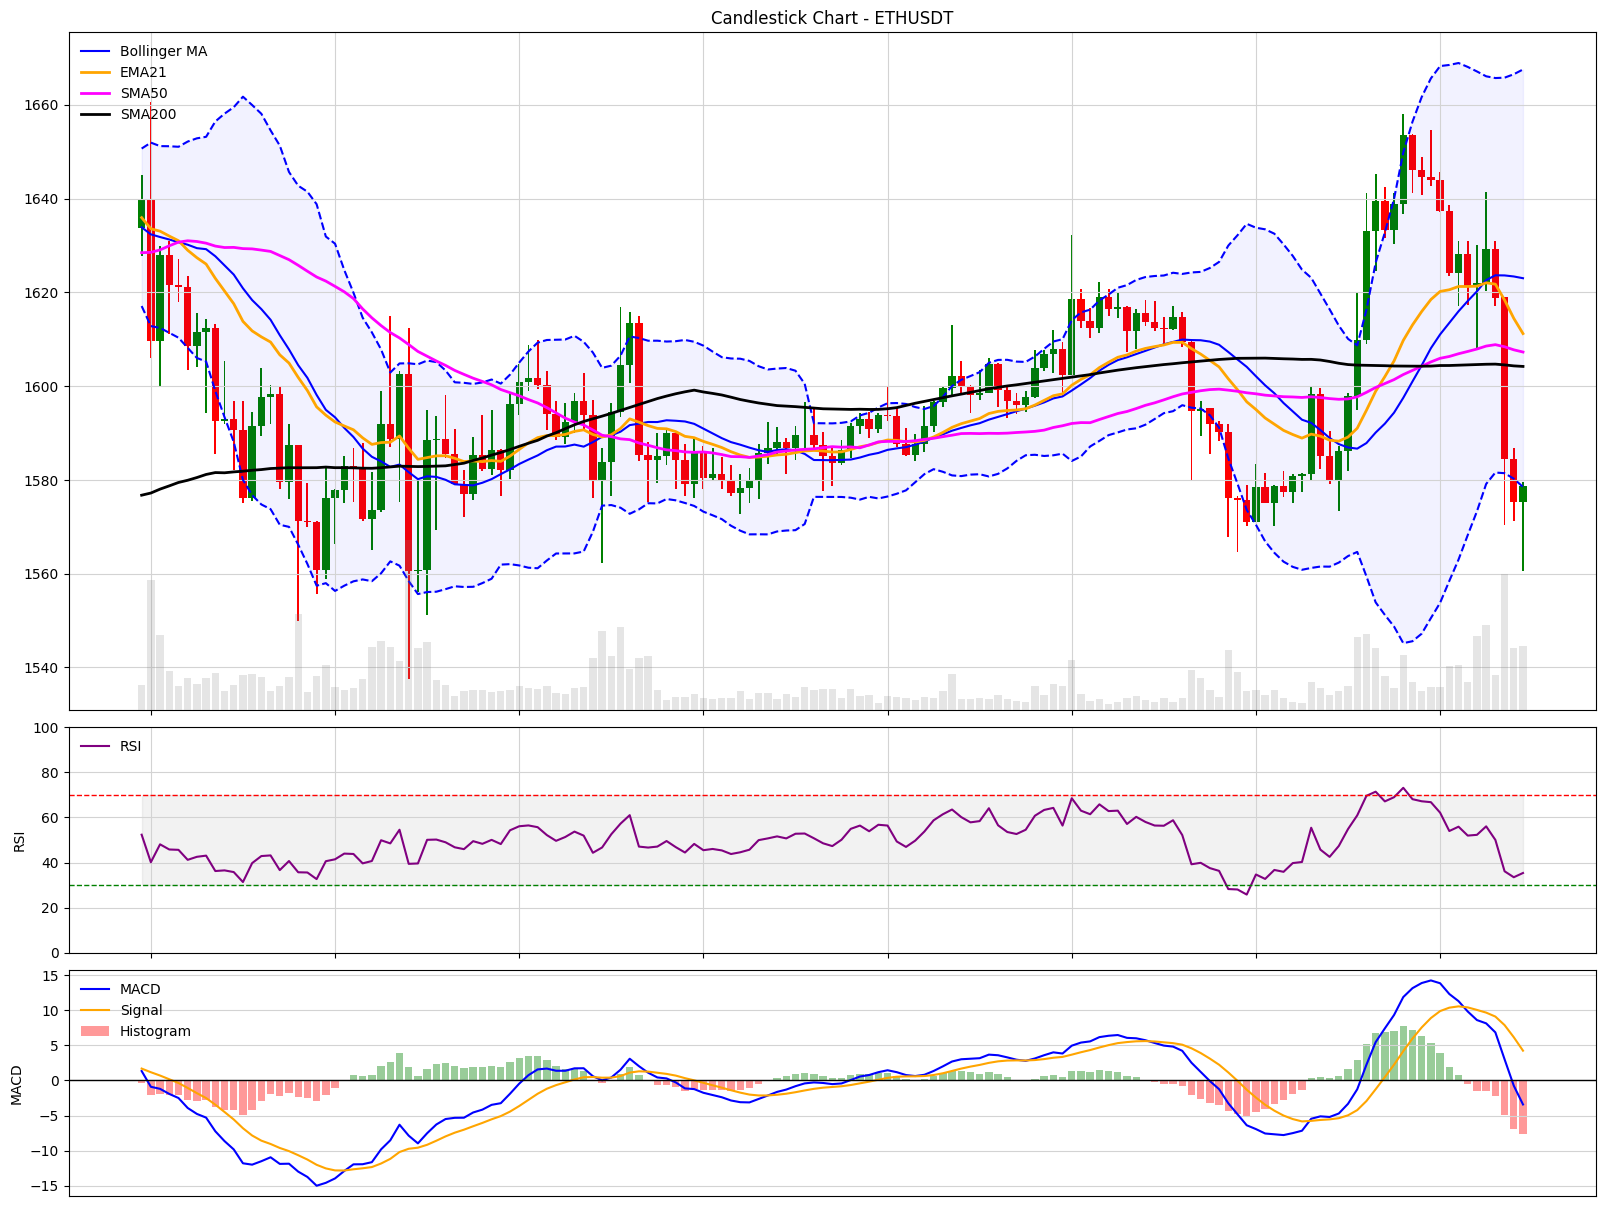 Candlestick Chart - ETHUSDT
Bollinger MA
EMA21
SMA50
SMA200
1660
1640
1620
1600
1580
1560
1540
RSI
100
80
60
40
20
0
RSI
MACD
Signal
Histogram
15
10
5
0
−5
−10
−15
MACD